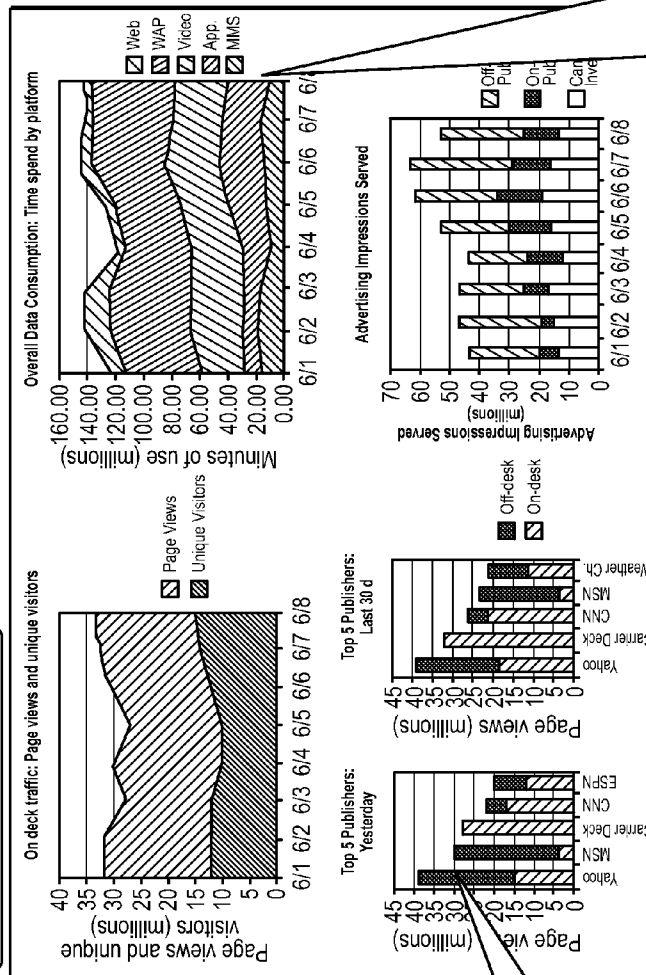 On deck traffic: Page views and unique visitors
Page views and unique
visitors (millions)
40
35
30
25
20
15
10
5
0
6/1 6/2 6/3 6/4 6/5 6/6 6/7 6/8
Page Views
Unique Visitors
Overall Data Consumption: Time spend by platform
Minutes of use (millions)
160.00
140.00
120.00
100.00
80.00
60.00
40.00
20.00
0.00
6/1 6/2 6/3 6/4 6/5 6/6 6/7 6/8
Web
WAP
Video
App.
MMS
Top 5 Publishers:
Yesterday
Page views (millions)
45
40
35
30
25
20
15
10
5
0
Yahoo
MSN
Carrier Deck
CNN
ESPN
Top 5 Publishers:
Last 30 d
Page views (millions)
45
40
35
30
25
20
15
10
5
0
Yahoo
Carrier Deck
CNN
MSN
Weather Ch.
Off-desk
On-desk
Advertising Impressions Served
Advertising Impressions Served
(millions)
70
60
50
40
30
20
10
0
6/1 6/2 6/3 6/4 6/5 6/6 6/7 6/8
Off-
Pub
On-
Pub
Can
Inve